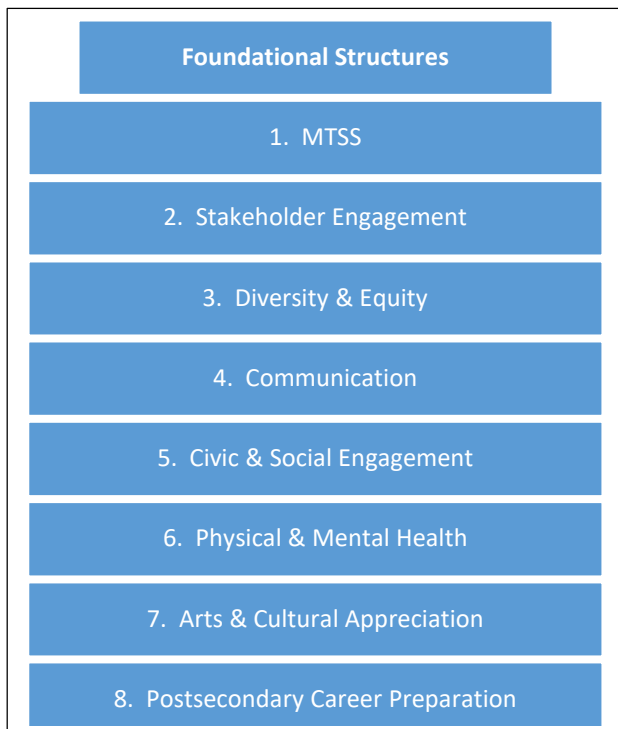 Foundational Structures
1. MTSS
2. Stakeholder Engagement
3. Diversity & Equity
4. Communication
5. Civic & Social Engagement
6. Physical & Mental Health
7. Arts & Cultural Appreciation
8. Postsecondary Career Preparation